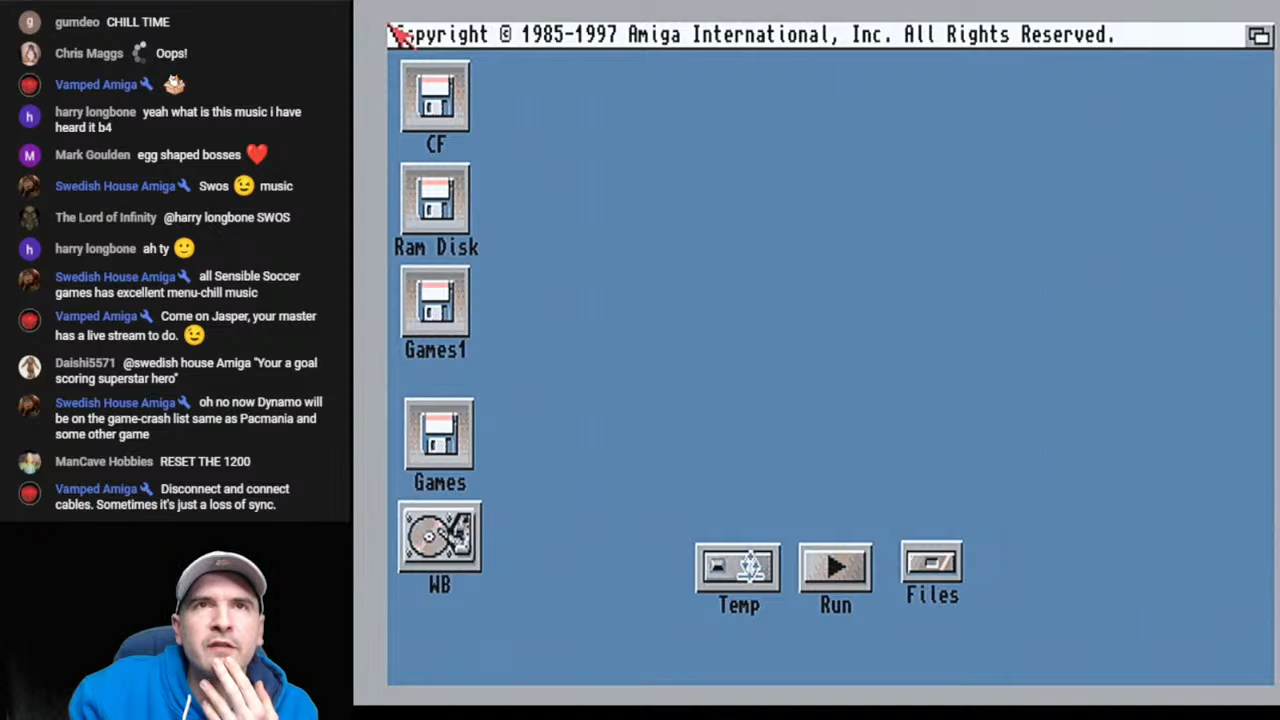 g gumdeo CHILL TIME
Chris Maggs Oops!
Vamped Amiga
h harry longbone yeah what is this music i have
heard it b4
M Mark Goulden egg shaped bosses
Swedish House Amiga Swos music
The Lord of Infinity @harry longbone SWOS
h harry longbone ah ty
Swedish House Amiga all Sensible Soccer
games has excellent menu-chill music
Vamped Amiga Come on Jasper, your master
has a live stream to do.
Daishi5571 @swedish house Amiga "Your a goal
scoring superstar hero"
Swedish House Amiga oh no now Dynamo will
be on the game-crash list same as Pacmania and
some other game
ManCave Hobbies RESET THE 1200
Vamped Amiga Disconnect and connect
cables. Sometimes it's just a loss of sync.
Copyright © 1985-1997 Amiga International, Inc. All Rights Reserved.
CF
Ram Disk
Games1
Games
WB
Temp
Run
Files